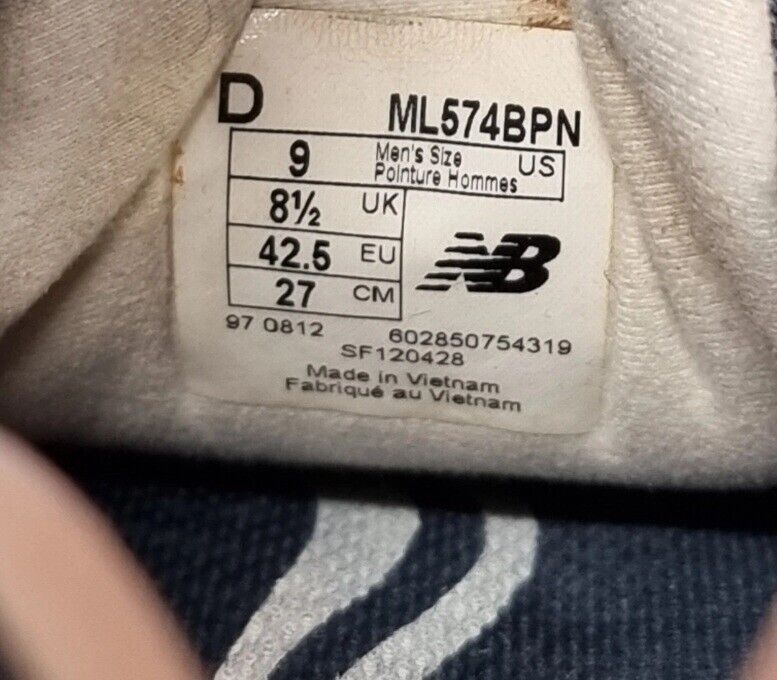 D ML574BPN
9 Men's Size US
Pointure Hommes
8½ UK
42.5 EU
27 CM
NB
97 0812 602850754319
SF120428
Made in Vietnam
Fabriqué au Vietnam